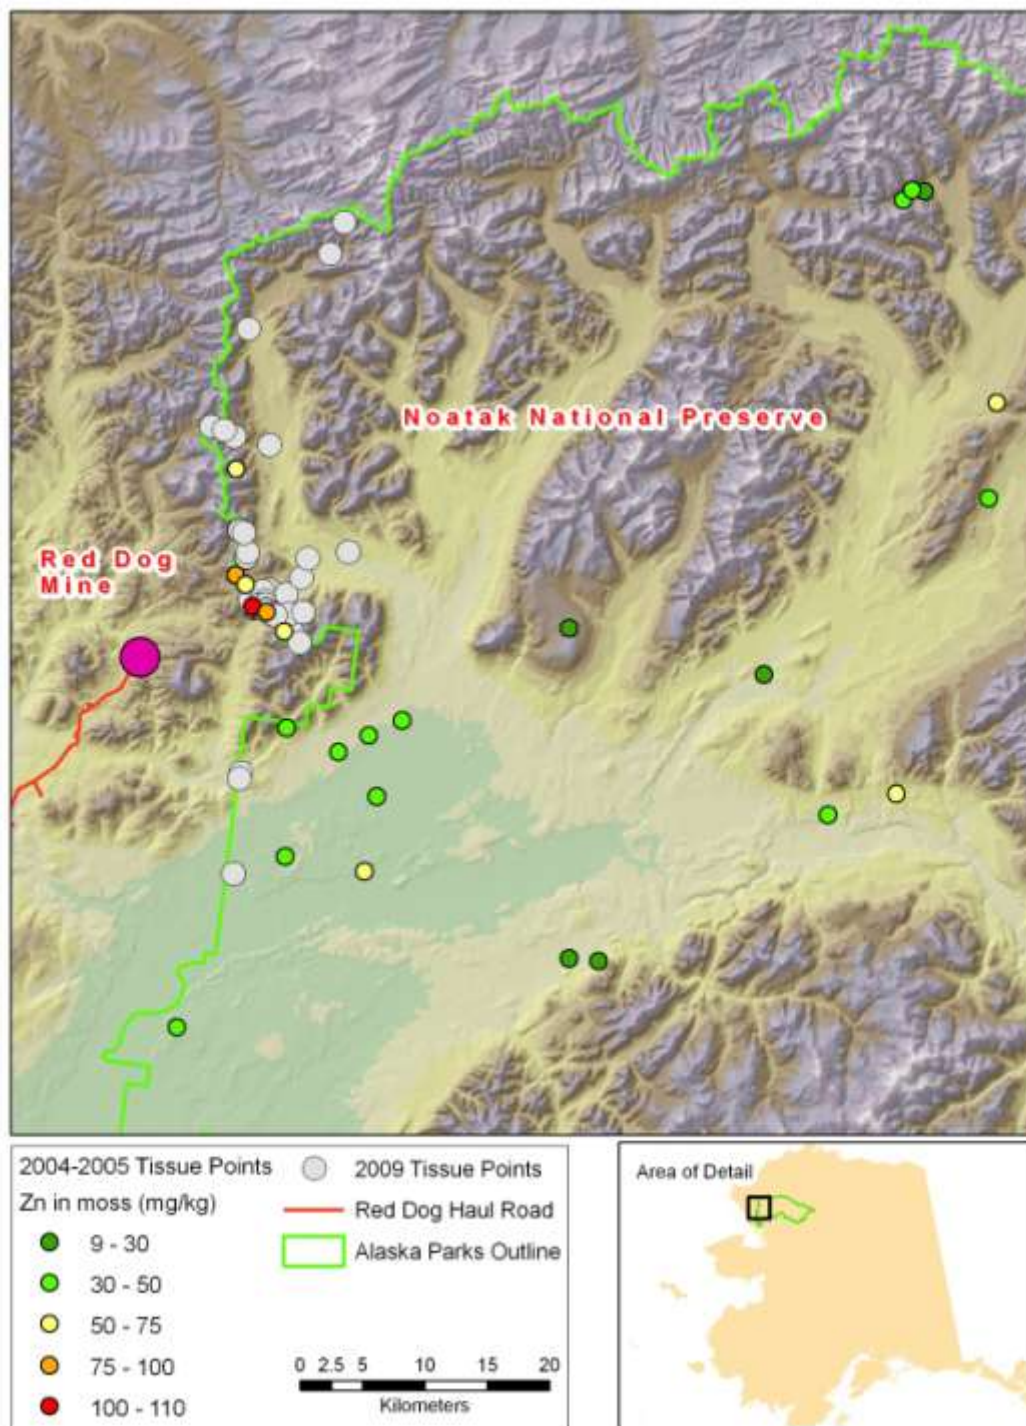 Noatak National Preserve
Red Dog
Mine
2004-2005 Tissue Points
Zn in moss (mg/kg)
9 - 30
30 - 50
50 - 75
75 - 100
100 - 110
2009 Tissue Points
Red Dog Haul Road
Alaska Parks Outline
0 2.5 5 10 15 20
Kilometers
Area of Detail